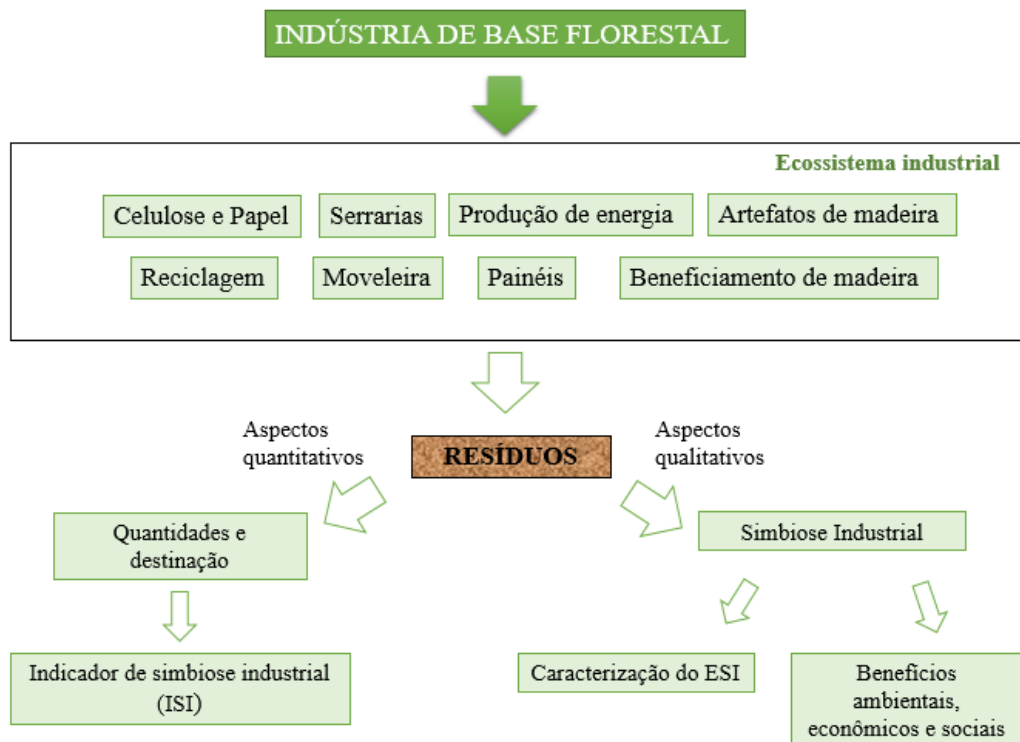 INDÚSTRIA DE BASE FLORESTAL
Ecossistema industrial
Celulose e Papel
Serrarias
Produção de energia
Artefatos de madeira
Reciclagem
Moveleira
Painéis
Beneficiamento de madeira
Aspectos
quantitativos
RESÍDUOS
Aspectos
qualitativos
Quantidades e
destinação
Simbiose Industrial
Indicador de simbiose industrial
(ISI)
Caracterização do ESI
Benefícios
ambientais,
econômicos e sociais